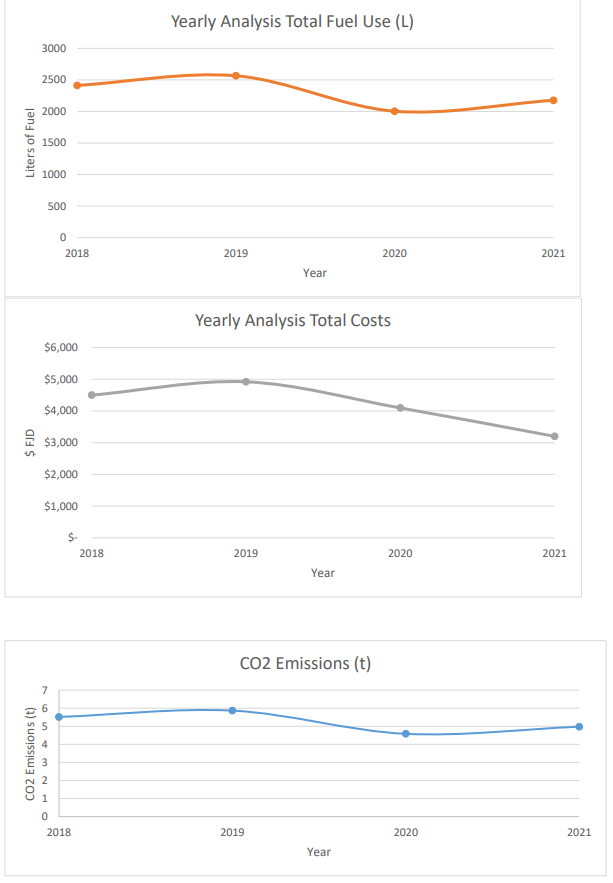 Yearly Analysis Total Fuel Use (L)
3000
2500
2000
1500
1000
500
0
Liters of Fuel
2018 2019 2020 2021
Year
Yearly Analysis Total Costs
$6,000
$5,000
$4,000
$3,000
$2,000
$1,000
$-
$ FJD
2018 2019 2020 2021
Year
CO2 Emissions (t)
7
6
5
4
3
2
1
0
CO2 Emissions (t)
2018 2019 2020 2021
Year